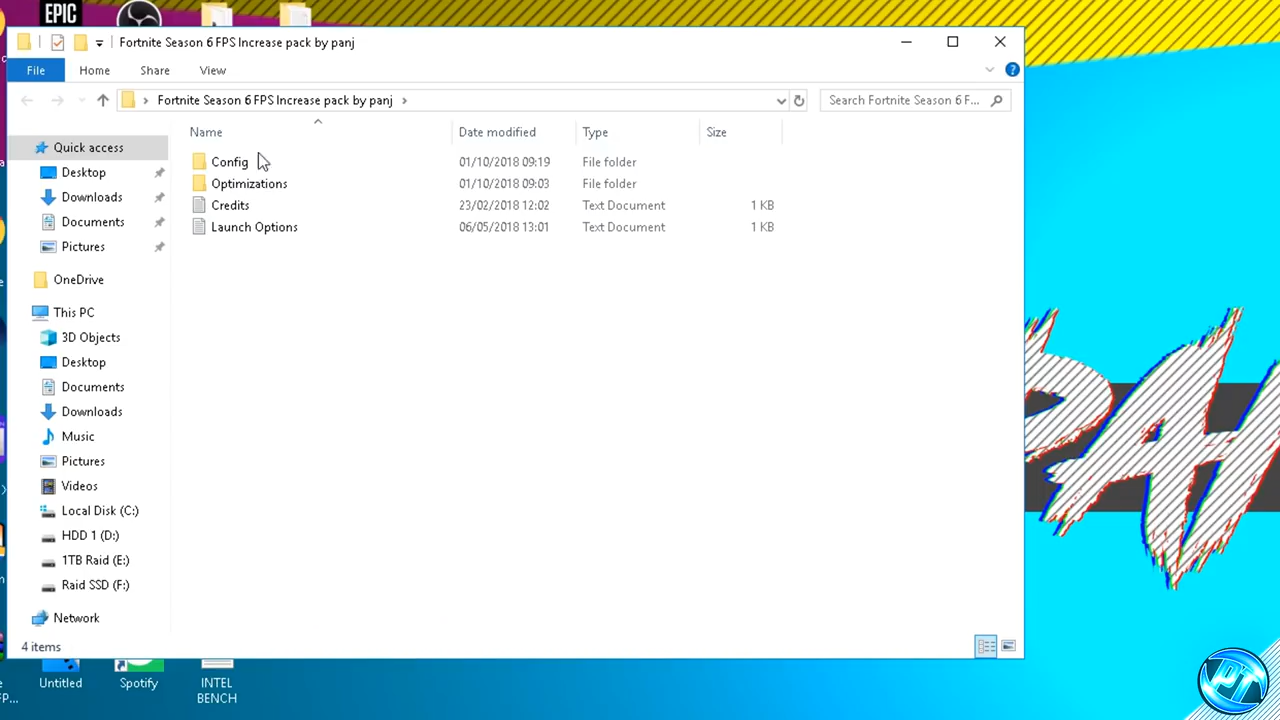 EPIC
Fortnite Season 6 FPS Increase pack by panj
File Home Share View
Fortnite Season 6 FPS Increase pack by panj
Search Fortnite Season 6 F...
Name Date modified Type Size
Quick access
Desktop
Downloads
Documents
Pictures
OneDrive
This PC
3D Objects
Desktop
Documents
Downloads
Music
Pictures
Videos
Local Disk (C:)
HDD 1 (D:)
1TB Raid (E:)
Raid SSD (F:)
Network
Config 01/10/2018 09:19 File folder
Optimizations 01/10/2018 09:03 File folder
Credits 23/02/2018 12:02 Text Document 1 KB
Launch Options 06/05/2018 13:01 Text Document 1 KB
4 items
Untitled
Spotify
INTEL
BENCH
PT